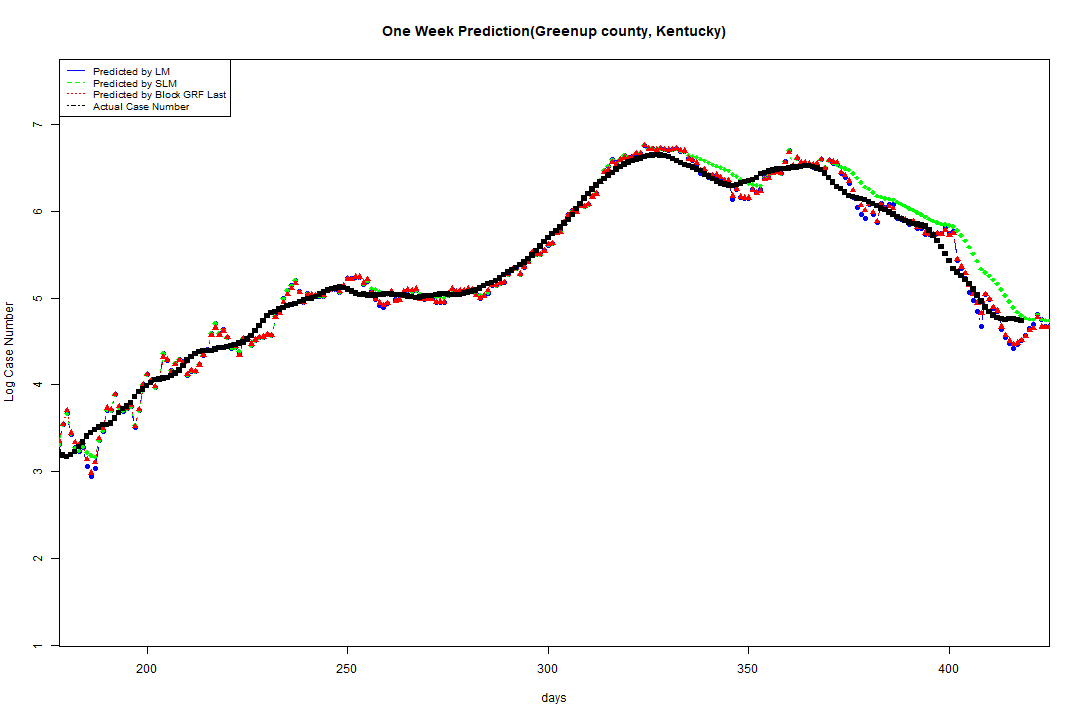 One Week Prediction(Greenup county, Kentucky)
Predicted by LM
Predicted by SLM
Predicted by Block GRF Last
Actual Case Number
7
6
5
4
3
2
1
Log Case Number
200
250
300
350
400
days